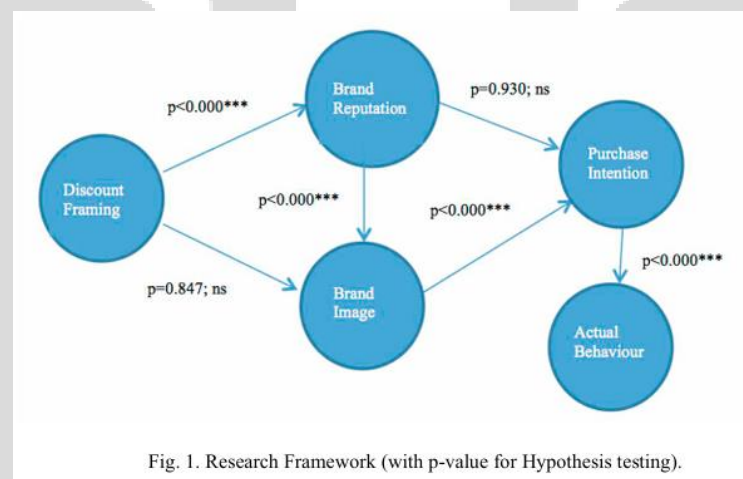 Brand
Reputation
p<0.000***
p=0.930; ns
Discount
Framing
Purchase
Intention
p<0.000***
p<0.000***
p<0.000***
p=0.847; ns
Brand
Image
Actual
Behaviour
Fig. 1. Research Framework (with p-value for Hypothesis testing).